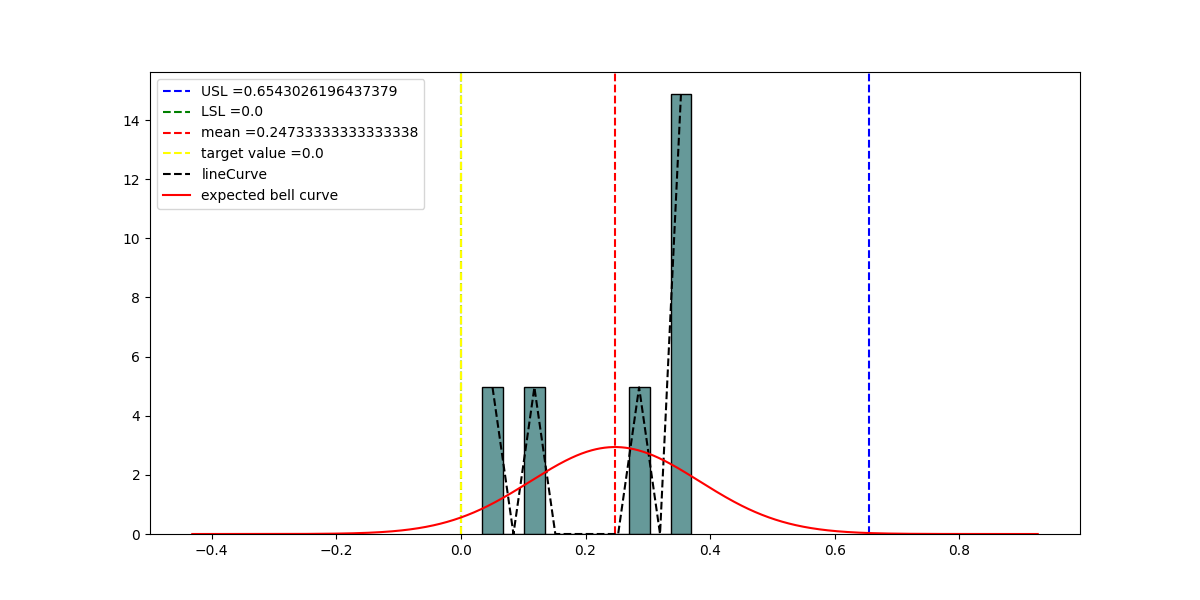 USL =0.6543026196437379
LSL =0.0
mean =0.24733333333333338
target value =0.0
lineCurve
expected bell curve
14
12
10
8
6
4
2
0
−0.4 −0.2 0.0 0.2 0.4 0.6 0.8